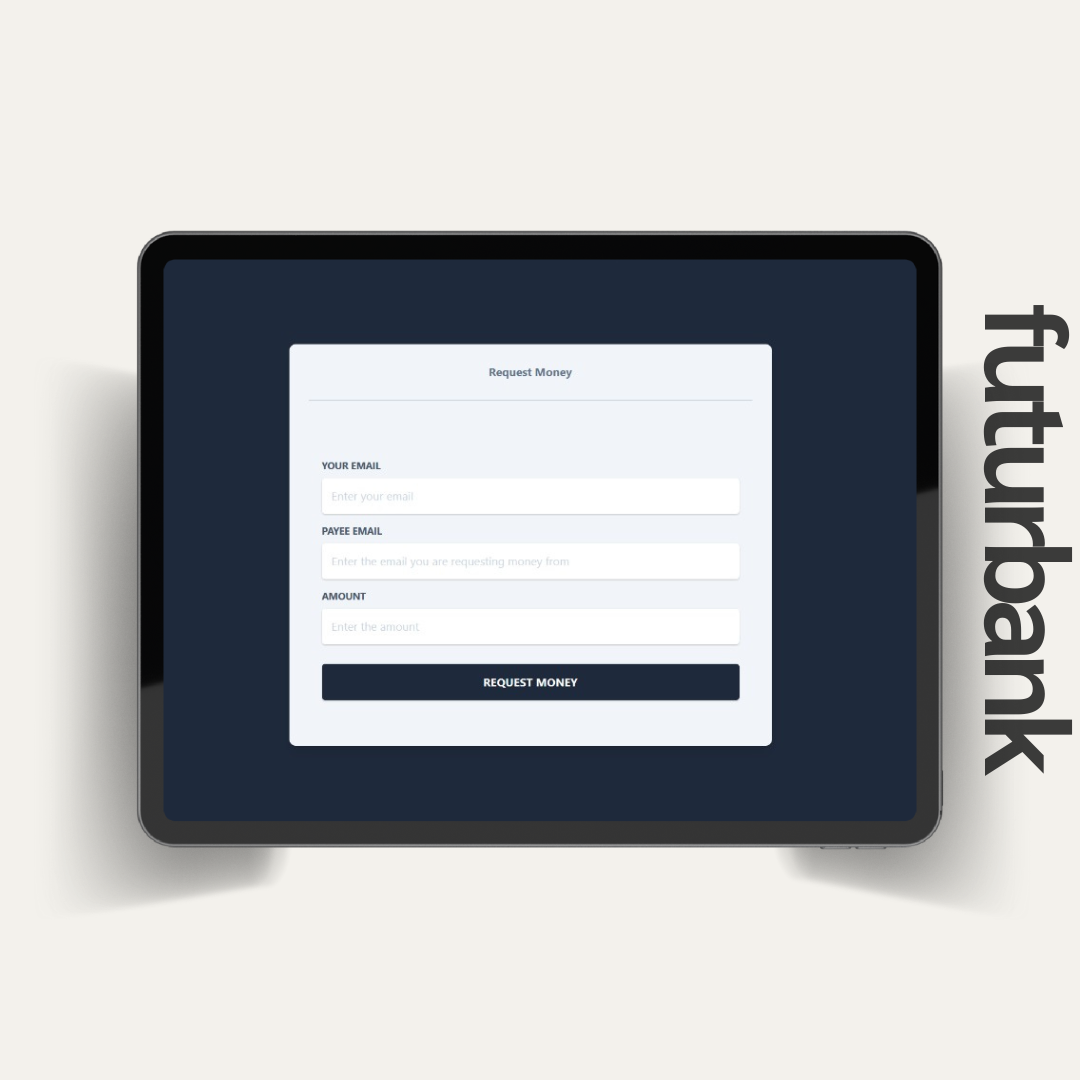 Request Money
YOUR EMAIL
Enter your email
PAYEE EMAIL
Enter the email you are requesting money from
AMOUNT
Enter the amount
REQUEST MONEY
futurbank